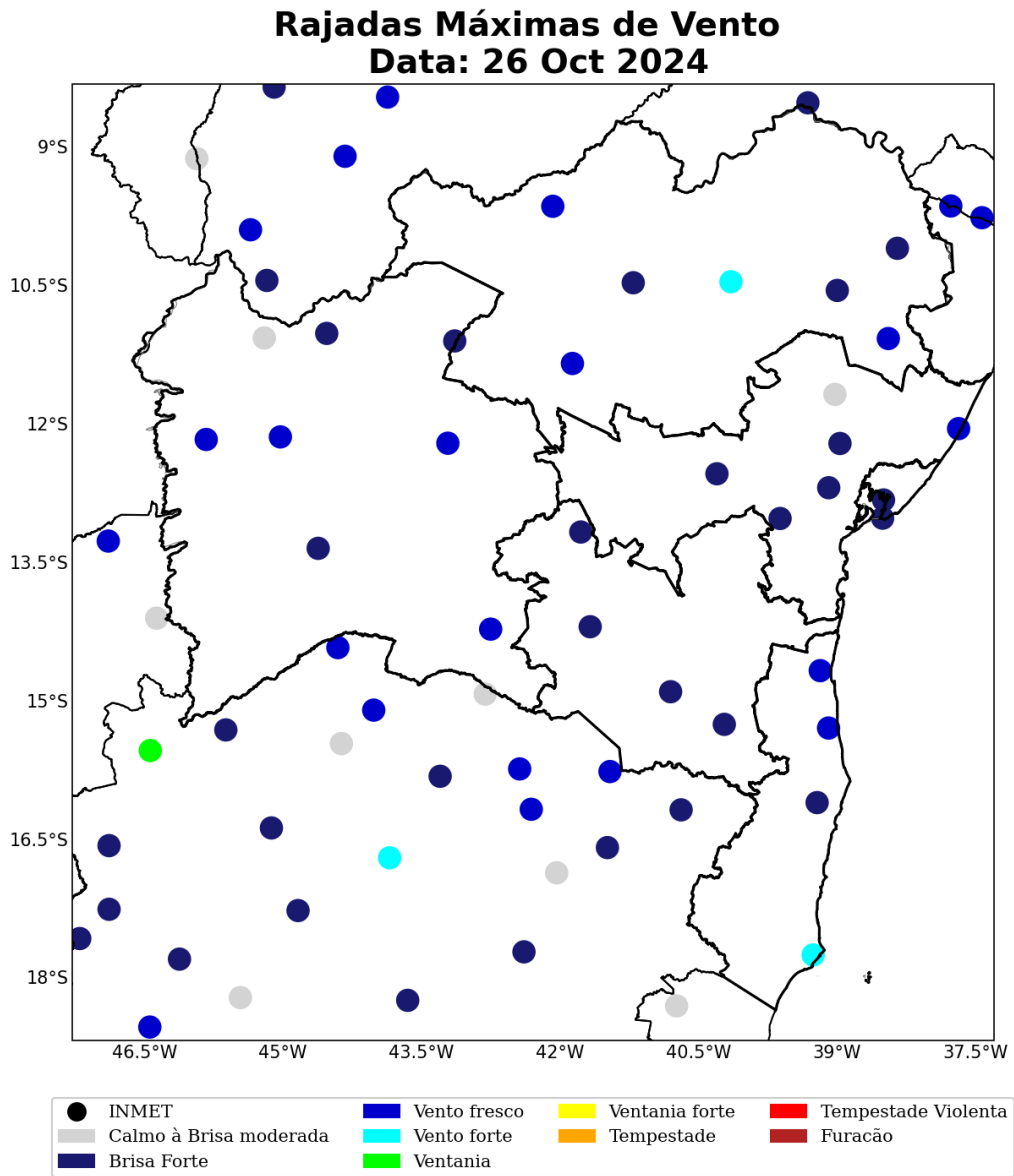 Rajadas Máximas de Vento
Data: 26 Oct 2024
9°S
10.5°S
12°S
13.5°S
15°S
16.5°S
18°S
46.5°W 45°W 43.5°W 42°W 40.5°W 39°W 37.5°W
INMET Vento fresco Ventania forte Tempestade Violenta
Calmo à Brisa moderada Vento forte Tempestade Furacão
Brisa Forte Ventania